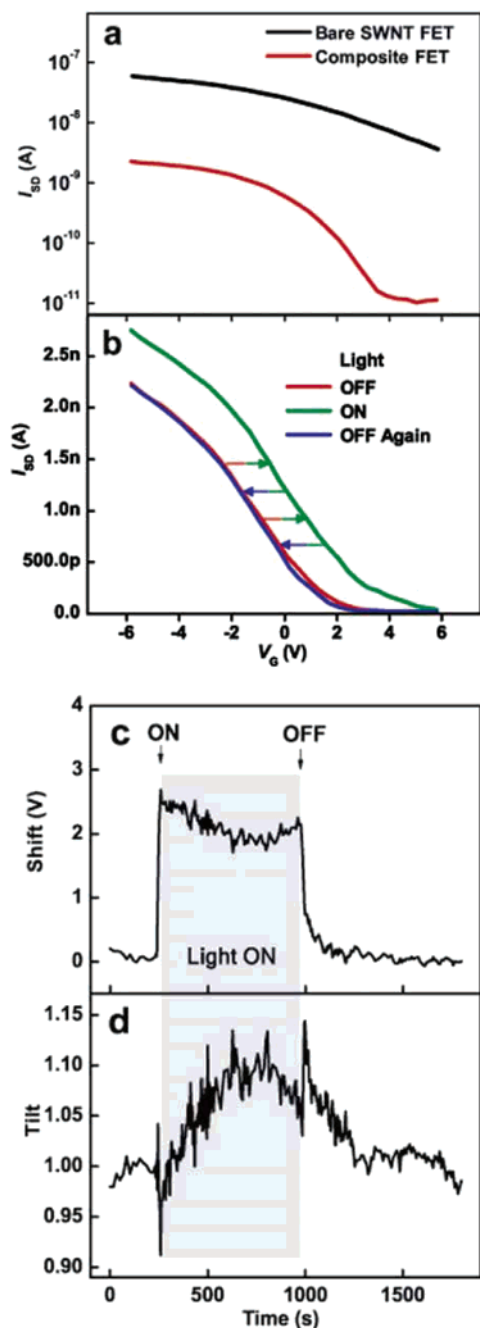 a
Bare SWNT FET
Composite FET
10⁻⁷
10⁻⁸
10⁻⁹
10⁻¹⁰
10⁻¹¹
I_SD (A)
b
Light
OFF
ON
OFF Again
2.5n
2.0n
1.5n
1.0n
500.0p
0.0
I_SD (A)
-6 -4 -2 0 2 4 6
V_G (V)
c
ON OFF
4
3
2
1
0
Shift (V)
Light ON
d
1.15
1.10
1.05
1.00
0.95
0.90
Tilt
0 500 1000 1500
Time (s)